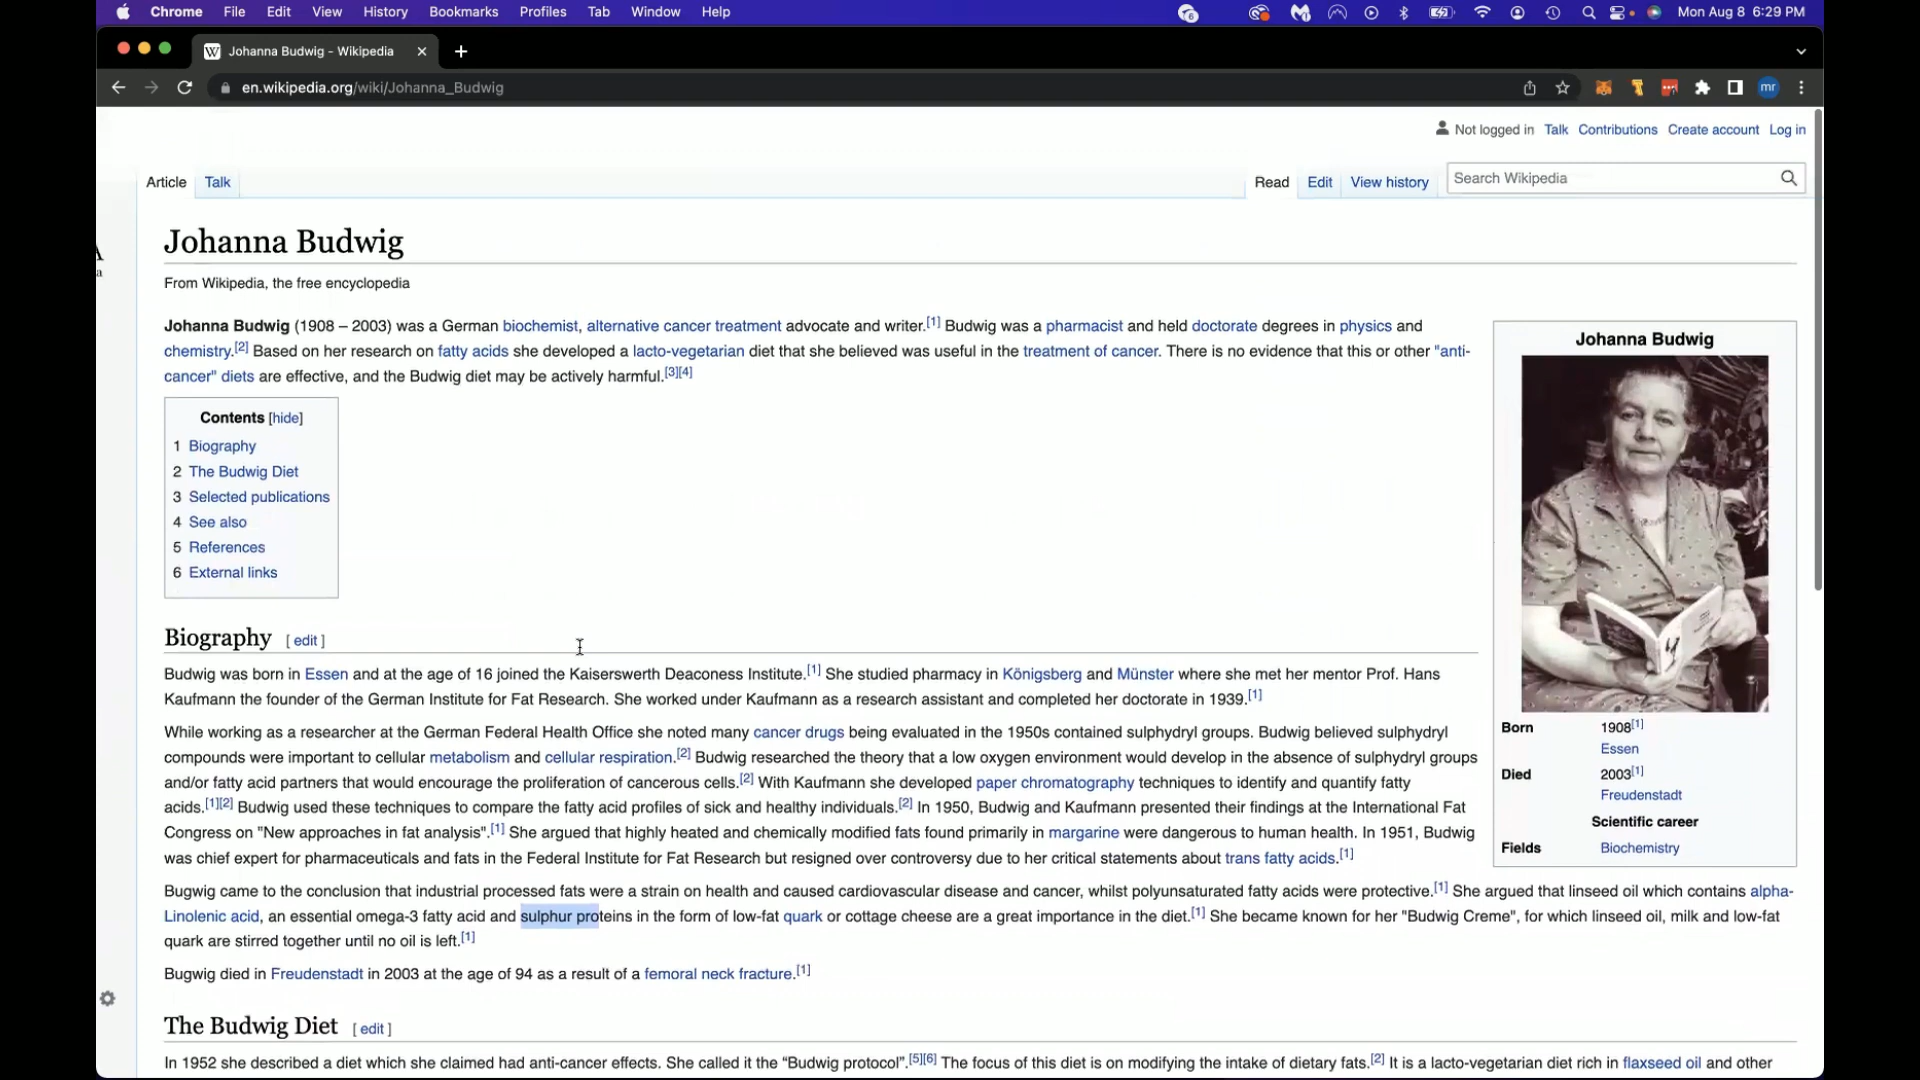 Chrome File Edit View History Bookmarks Profiles Tab Window Help Mon Aug 8 6:29 PM
Johanna Budwig - Wikipedia
en.wikipedia.org/wiki/Johanna_Budwig mr
Not logged in Talk Contributions Create account Log in
Article Talk Read Edit View history Search Wikipedia
Johanna Budwig
From Wikipedia, the free encyclopedia
Johanna Budwig (1908 – 2003) was a German biochemist, alternative cancer treatment advocate and writer.[1] Budwig was a pharmacist and held doctorate degrees in physics and
chemistry.[2] Based on her research on fatty acids she developed a lacto-vegetarian diet that she believed was useful in the treatment of cancer. There is no evidence that this or other "anti-
cancer" diets are effective, and the Budwig diet may be actively harmful.[3][4]
Contents [hide]
1 Biography
2 The Budwig Diet
3 Selected publications
4 See also
5 References
6 External links
Biography [ edit ]
Budwig was born in Essen and at the age of 16 joined the Kaiserswerth Deaconess Institute.[1] She studied pharmacy in Königsberg and Münster where she met her mentor Prof. Hans
Kaufmann the founder of the German Institute for Fat Research. She worked under Kaufmann as a research assistant and completed her doctorate in 1939.[1]
While working as a researcher at the German Federal Health Office she noted many cancer drugs being evaluated in the 1950s contained sulphydryl groups. Budwig believed sulphydryl
compounds were important to cellular metabolism and cellular respiration.[2] Budwig researched the theory that a low oxygen environment would develop in the absence of sulphydryl groups
and/or fatty acid partners that would encourage the proliferation of cancerous cells.[2] With Kaufmann she developed paper chromatography techniques to identify and quantify fatty
acids.[1][2] Budwig used these techniques to compare the fatty acid profiles of sick and healthy individuals.[2] In 1950, Budwig and Kaufmann presented their findings at the International Fat
Congress on "New approaches in fat analysis".[1] She argued that highly heated and chemically modified fats found primarily in margarine were dangerous to human health. In 1951, Budwig
was chief expert for pharmaceuticals and fats in the Federal Institute for Fat Research but resigned over controversy due to her critical statements about trans fatty acids.[1]
Bugwig came to the conclusion that industrial processed fats were a strain on health and caused cardiovascular disease and cancer, whilst polyunsaturated fatty acids were protective.[1] She argued that linseed oil which contains alpha-
Linolenic acid, an essential omega-3 fatty acid and sulphur proteins in the form of low-fat quark or cottage cheese are a great importance in the diet.[1] She became known for her "Budwig Creme", for which linseed oil, milk and low-fat
quark are stirred together until no oil is left.[1]
Bugwig died in Freudenstadt in 2003 at the age of 94 as a result of a femoral neck fracture.[1]
The Budwig Diet [ edit ]
In 1952 she described a diet which she claimed had anti-cancer effects. She called it the "Budwig protocol".[5][6] The focus of this diet is on modifying the intake of dietary fats.[2] It is a lacto-vegetarian diet rich in flaxseed oil and other
Johanna Budwig
Born 1908[1]
Essen
Died 2003[1]
Freudenstadt
Scientific career
Fields Biochemistry